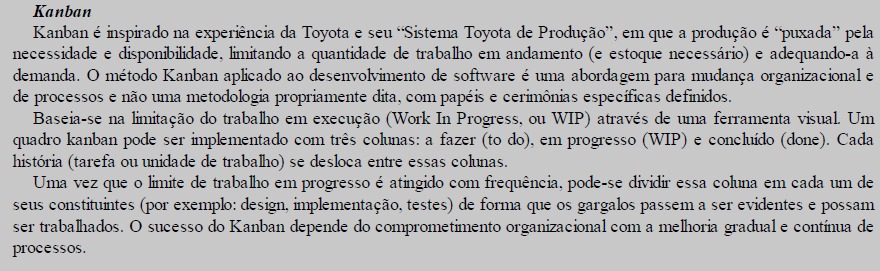 Kanban
Kanban é inspirado na experiência da Toyota e seu “Sistema Toyota de Produção”, em que a produção é “puxada” pela
necessidade e disponibilidade, limitando a quantidade de trabalho em andamento (e estoque necessário) e adequando-a à
demanda. O método Kanban aplicado ao desenvolvimento de software é uma abordagem para mudança organizacional e
de processos e não uma metodologia propriamente dita, com papéis e cerimônias específicas definidos.
Baseia-se na limitação do trabalho em execução (Work In Progress, ou WIP) através de uma ferramenta visual. Um
quadro kanban pode ser implementado com três colunas: a fazer (to do), em progresso (WIP) e concluído (done). Cada
história (tarefa ou unidade de trabalho) se desloca entre essas colunas.
Uma vez que o limite de trabalho em progresso é atingido com frequência, pode-se dividir essa coluna em cada um de
seus constituintes (por exemplo: design, implementação, testes) de forma que os gargalos passem a ser evidentes e possam
ser trabalhados. O sucesso do Kanban depende do comprometimento organizacional com a melhoria gradual e contínua de
processos.